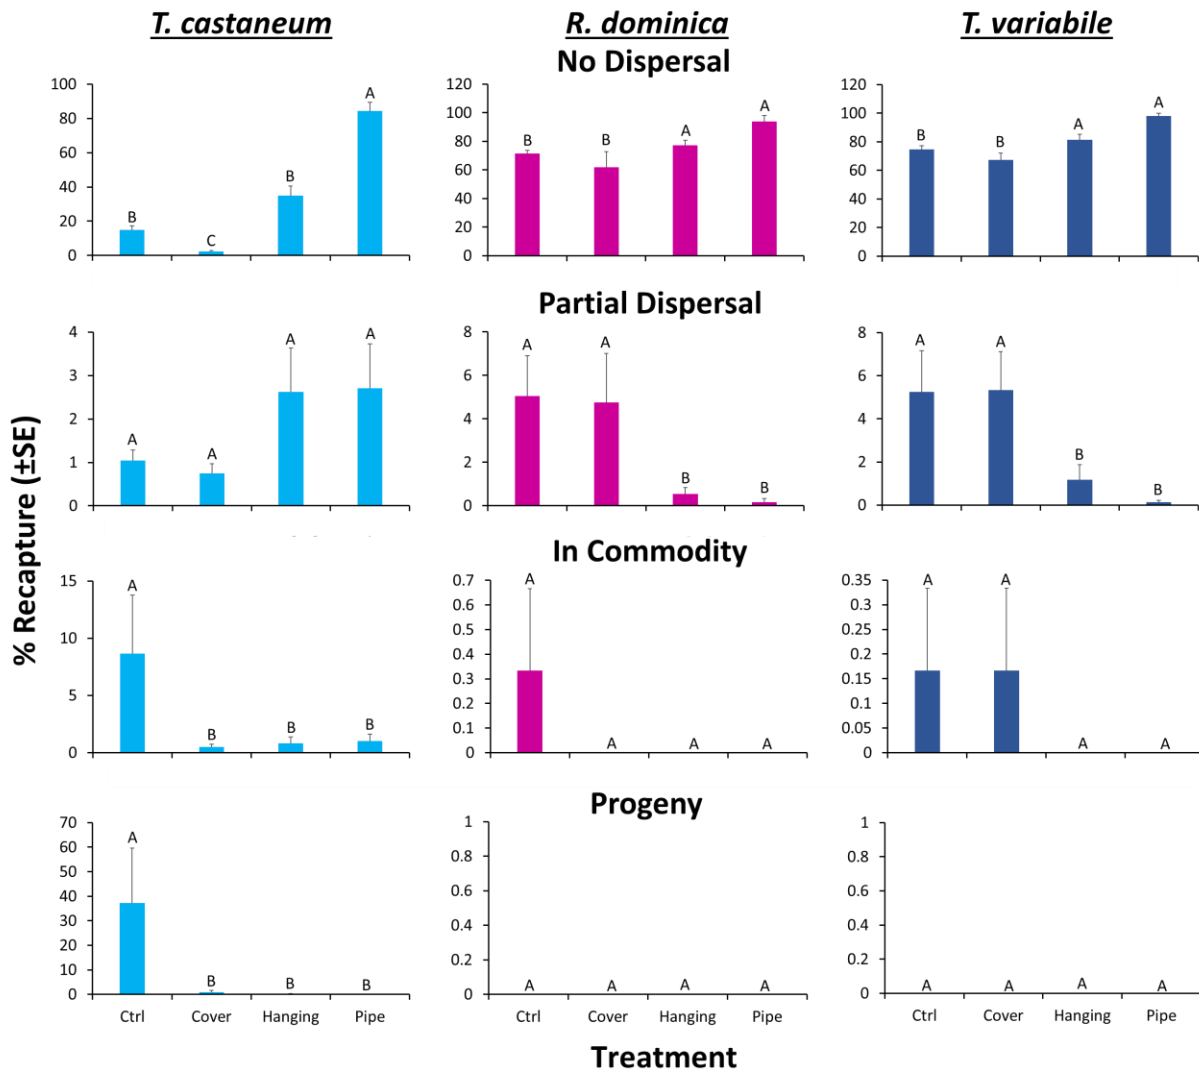 T. castaneum R. dominica T. variabile
No Dispersal
100
80
60
40
20
0
B
C
B
A
120
100
80
60
40
20
0
B
B
A
A
120
100
80
60
40
20
0
B
B
A
A
Partial Dispersal
4
3
2
1
0
A
A
A
A
8
6
4
2
0
A
A
B
B
8
6
4
2
0
A
A
B
B
% Recapture (±SE)
In Commodity
15
10
5
0
A
B
B
B
0.7
0.6
0.5
0.4
0.3
0.2
0.1
0
A
A
A
A
0.35
0.3
0.25
0.2
0.15
0.1
0.05
0
A
A
A
A
Progeny
70
60
50
40
30
20
10
0
A
B
B
B
1
0.8
0.6
0.4
0.2
0
A
A
A
A
1
0.8
0.6
0.4
0.2
0
A
A
A
A
Ctrl Cover Hanging Pipe Ctrl Cover Hanging Pipe Ctrl Cover Hanging Pipe
Treatment